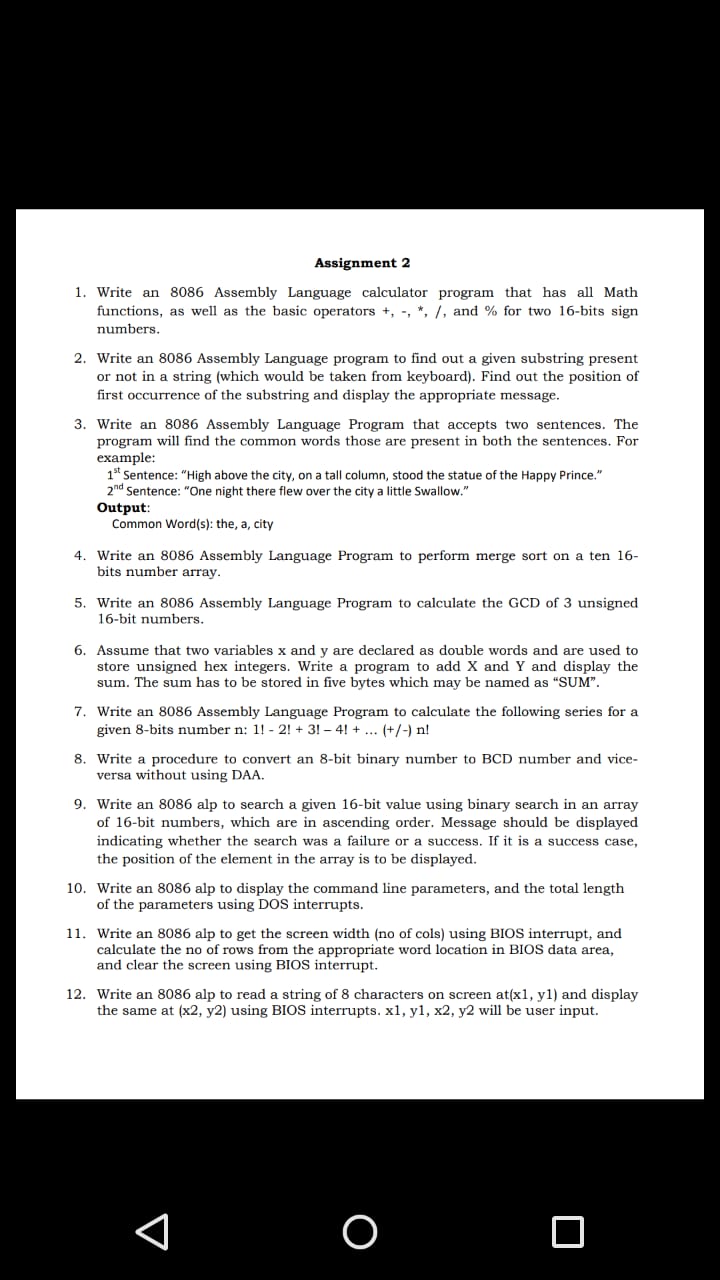 Assignment 2
1. Write an 8086 Assembly Language calculator program that has all Math
functions, as well as the basic operators +, -, *, /, and % for two 16-bits sign
numbers.
2. Write an 8086 Assembly Language program to find out a given substring present
or not in a string (which would be taken from keyboard). Find out the position of
first occurrence of the substring and display the appropriate message.
3. Write an 8086 Assembly Language Program that accepts two sentences. The
program will find the common words those are present in both the sentences. For
example:
1st Sentence: “High above the city, on a tall column, stood the statue of the Happy Prince.”
2nd Sentence: “One night there flew over the city a little Swallow.”
Output:
Common Word(s): the, a, city
4. Write an 8086 Assembly Language Program to perform merge sort on a ten 16-
bits number array.
5. Write an 8086 Assembly Language Program to calculate the GCD of 3 unsigned
16-bit numbers.
6. Assume that two variables x and y are declared as double words and are used to
store unsigned hex integers. Write a program to add X and Y and display the
sum. The sum has to be stored in five bytes which may be named as “SUM”.
7. Write an 8086 Assembly Language Program to calculate the following series for a
given 8-bits number n: 1! - 2! + 3! – 4! + ... (+/-) n!
8. Write a procedure to convert an 8-bit binary number to BCD number and vice-
versa without using DAA.
9. Write an 8086 alp to search a given 16-bit value using binary search in an array
of 16-bit numbers, which are in ascending order. Message should be displayed
indicating whether the search was a failure or a success. If it is a success case,
the position of the element in the array is to be displayed.
10. Write an 8086 alp to display the command line parameters, and the total length
of the parameters using DOS interrupts.
11. Write an 8086 alp to get the screen width (no of cols) using BIOS interrupt, and
calculate the no of rows from the appropriate word location in BIOS data area,
and clear the screen using BIOS interrupt.
12. Write an 8086 alp to read a string of 8 characters on screen at(x1, y1) and display
the same at (x2, y2) using BIOS interrupts. x1, y1, x2, y2 will be user input.